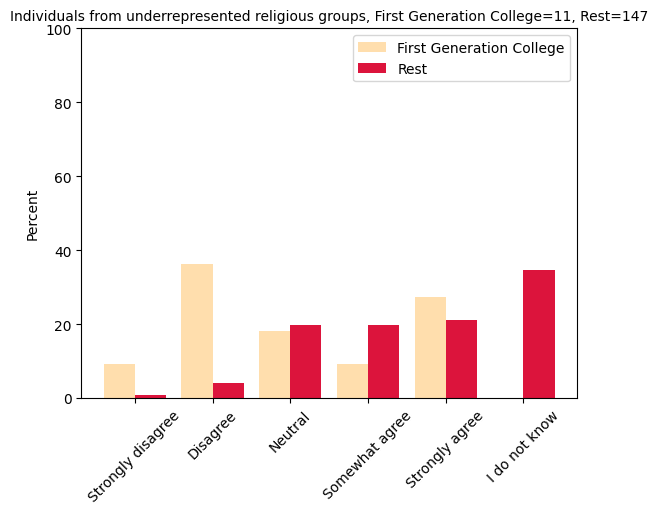 Individuals from underrepresented religious groups, First Generation College=11, Rest=147
First Generation College
Rest
100
80
60
40
20
0
Percent
Strongly disagree
Disagree
Neutral
Somewhat agree
Strongly agree
I do not know